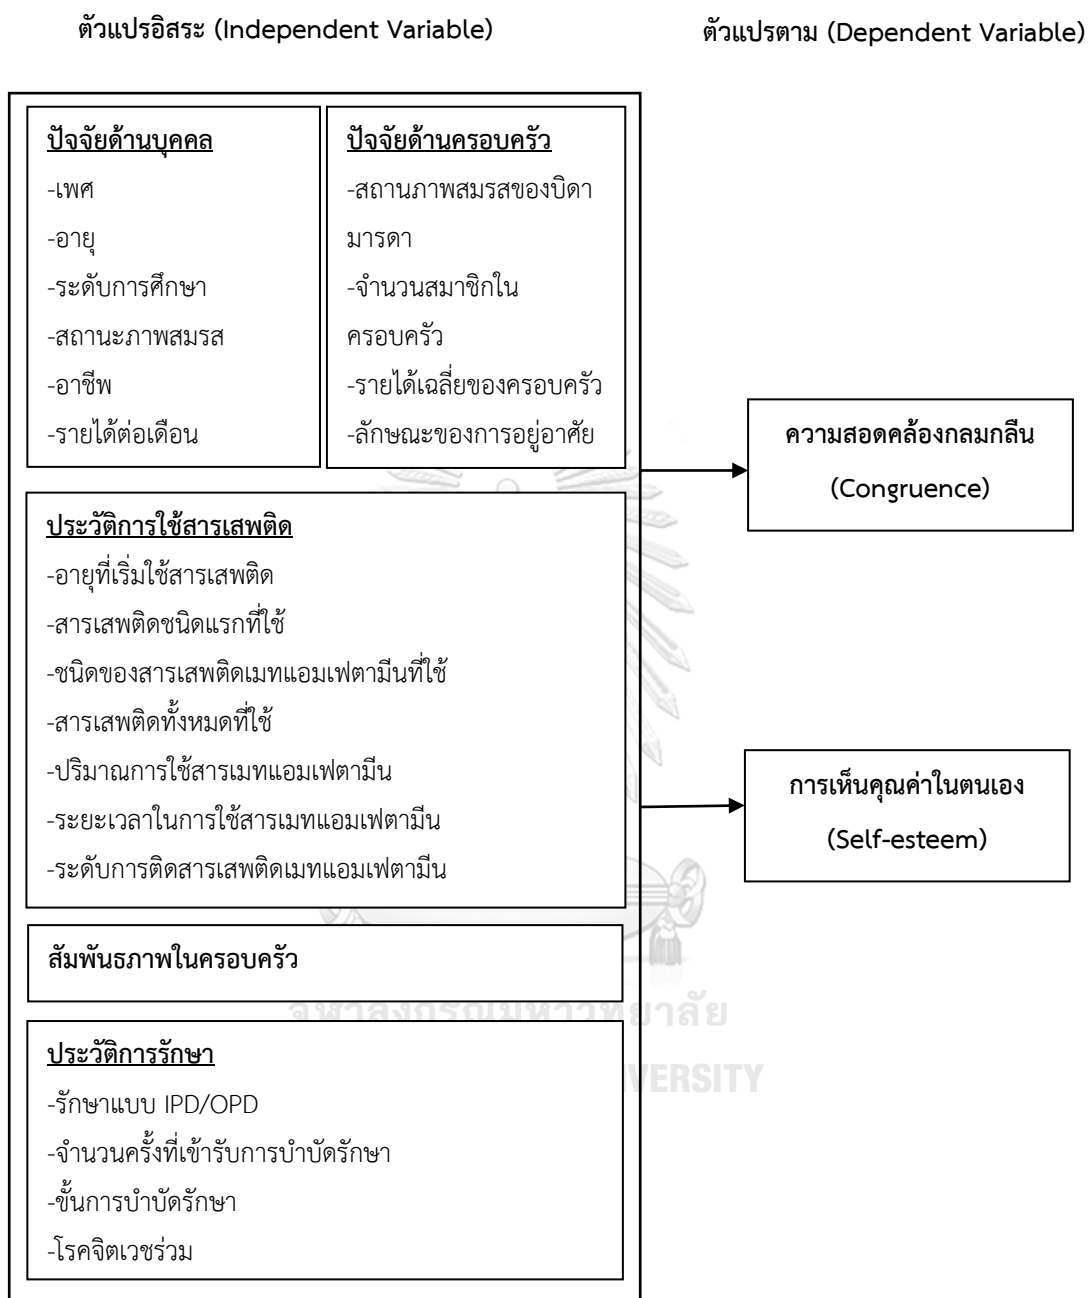 ตัวแปรอิสระ (Independent Variable)
ตัวแปรตาม (Dependent Variable)
ปัจจัยด้านบุคคล
-เพศ
-อายุ
-ระดับการศึกษา
-สถานะภาพสมรส
-อาชีพ
-รายได้ต่อเดือน
ปัจจัยด้านครอบครัว
-สถานภาพสมรสของบิดา
มารดา
-จำนวนสมาชิกใน
ครอบครัว
-รายได้เฉลี่ยของครอบครัว
-ลักษณะของการอยู่อาศัย
ประวัติการใช้สารเสพติด
-อายุที่เริ่มใช้สารเสพติด
-สารเสพติดชนิดแรกที่ใช้
-ชนิดของสารเสพติดเมทแอมเฟตามีนที่ใช้
-สารเสพติดทั้งหมดที่ใช้
-ปริมาณการใช้สารเมทแอมเฟตามีน
-ระยะเวลาในการใช้สารเมทแอมเฟตามีน
-ระดับการติดสารเสพติดเมทแอมเฟตามีน
สัมพันธภาพในครอบครัว
ประวัติการรักษา
-รักษาแบบ IPD/OPD
-จำนวนครั้งที่เข้ารับการบำบัดรักษา
-ขั้นการบำบัดรักษา
-โรคจิตเวชร่วม
ความสอดคล้องกลมกลืน
(Congruence)
การเห็นคุณค่าในตนเอง
(Self-esteem)
จุฬาลงกรณ์มหาวิทยาลัย
VERSITY